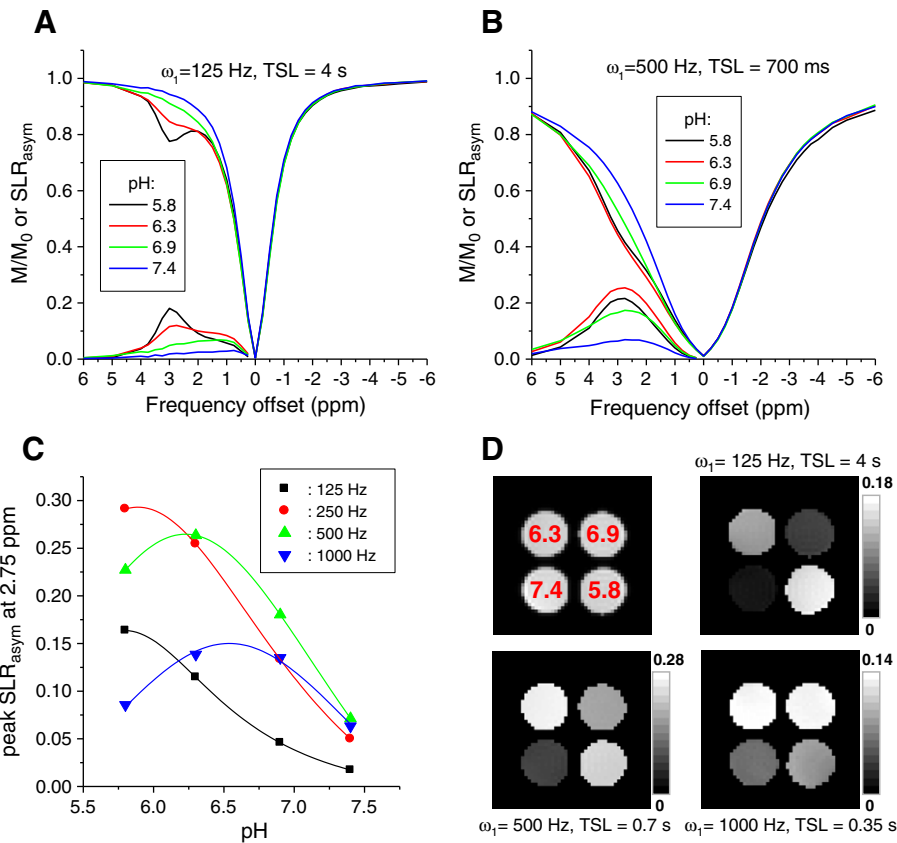 A
ω1=125 Hz, TSL = 4 s
M/M0 or SLRasym
1.0
0.8
0.6
0.4
0.2
0.0
pH:
5.8
6.3
6.9
7.4
6 5 4 3 2 1 0 -1 -2 -3 -4 -5 -6
Frequency offset (ppm)
B
ω1=500 Hz, TSL = 700 ms
M/M0 or SLRasym
1.0
0.8
0.6
0.4
0.2
0.0
pH:
5.8
6.3
6.9
7.4
6 5 4 3 2 1 0 -1 -2 -3 -4 -5 -6
Frequency offset (ppm)
C
peak SLRasym at 2.75 ppm
0.30
0.25
0.20
0.15
0.10
0.05
0.00
: 125 Hz
: 250 Hz
: 500 Hz
: 1000 Hz
5.5 6.0 6.5 7.0 7.5
pH
D
6.3 6.9
7.4 5.8
ω1= 125 Hz, TSL = 4 s
0.18
0
0.28
0
ω1= 500 Hz, TSL = 0.7 s
0.14
0
ω1= 1000 Hz, TSL = 0.35 s